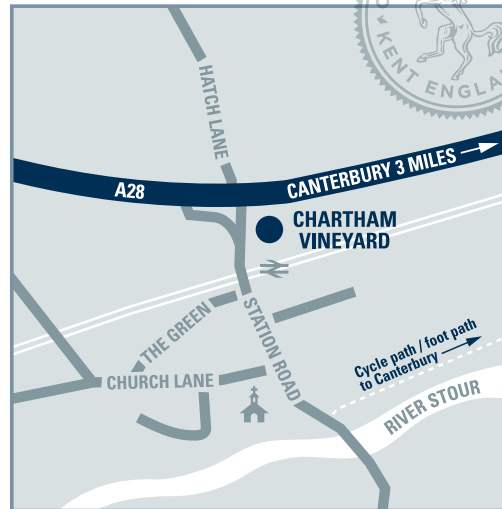 KENT ENGLA
HATCH LANE
A28
CANTERBURY 3 MILES
CHARTHAM
VINEYARD
THE GREEN
STATION ROAD
CHURCH LANE
Cycle path / foot path
to Canterbury
RIVER STOUR